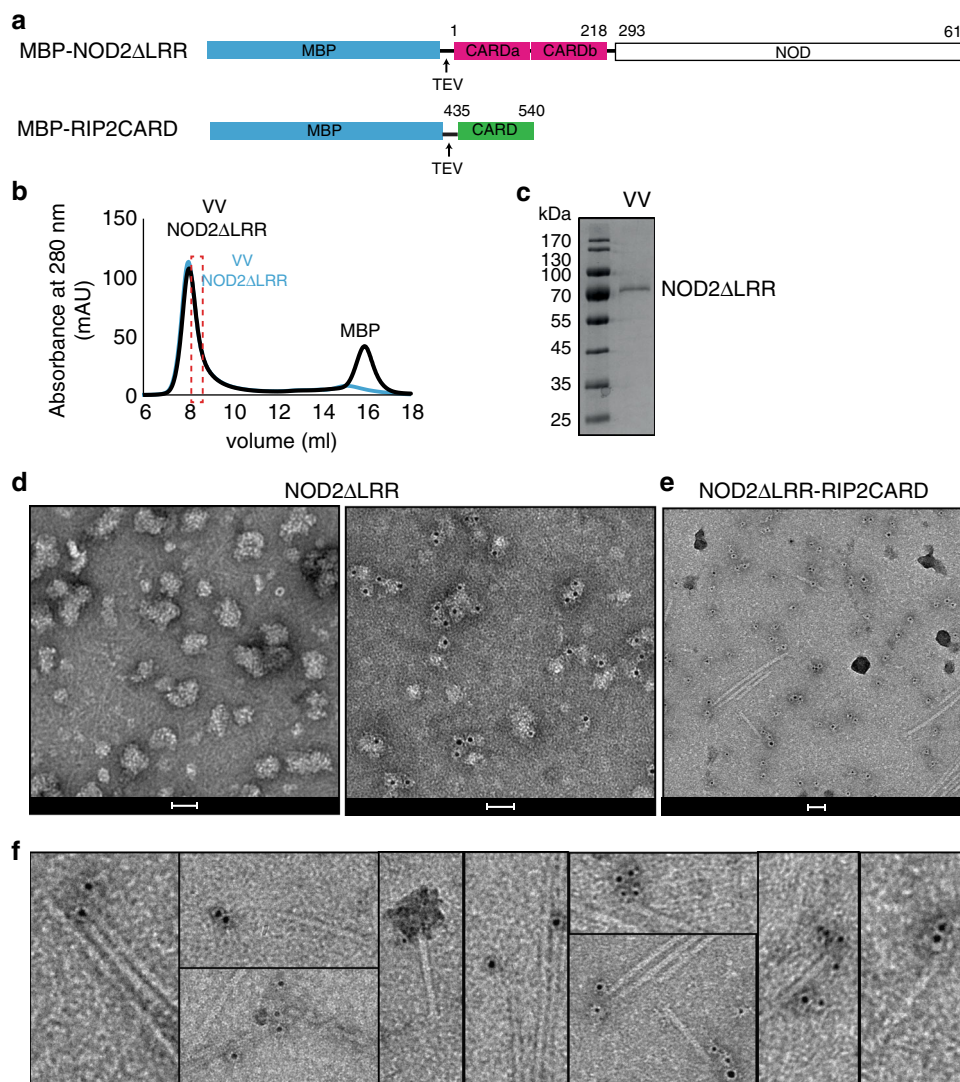 a
1 218 293 61
MBP-NOD2ΔLRR MBP CARDa CARDb NOD
TEV
435 540
MBP-RIP2CARD MBP CARD
TEV
b
Absorbance at 280 nm
(mAU)
150
100
50
0
VV
NOD2ΔLRR
VV
NOD2ΔLRR
MBP
6 8 10 12 14 16 18
volume (ml)
c
kDa VV
170
130
100
70
55
45
35
25
NOD2ΔLRR
d NOD2ΔLRR
e NOD2ΔLRR-RIP2CARD
f